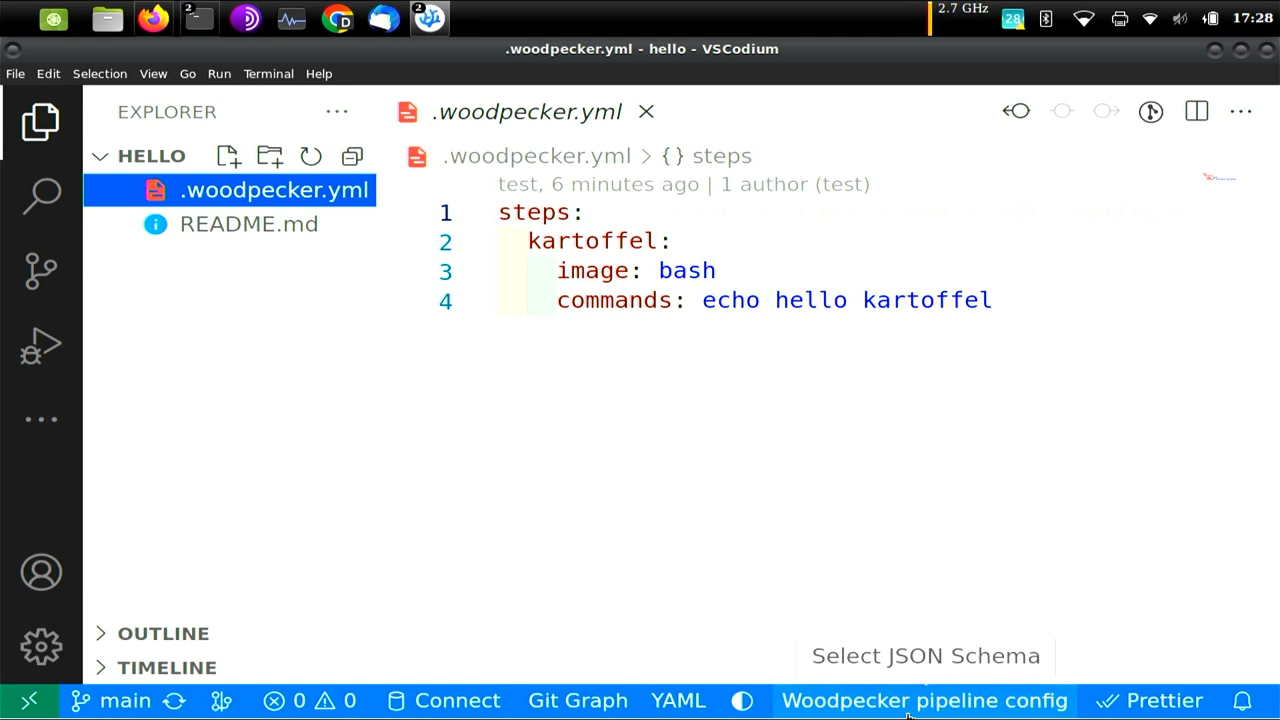 2
2
2.7 GHz
28
17:28
.woodpecker.yml - hello - VSCodium
File Edit Selection View Go Run Terminal Help
EXPLORER
.woodpecker.yml
HELLO
.woodpecker.yml > {} steps
.woodpecker.yml
README.md
test, 6 minutes ago | 1 author (test)
1 steps:
2 kartoffel:
3 image: bash
4 commands: echo hello kartoffel
OUTLINE
TIMELINE
Select JSON Schema
main 0 0 Connect Git Graph YAML Woodpecker pipeline config Prettier